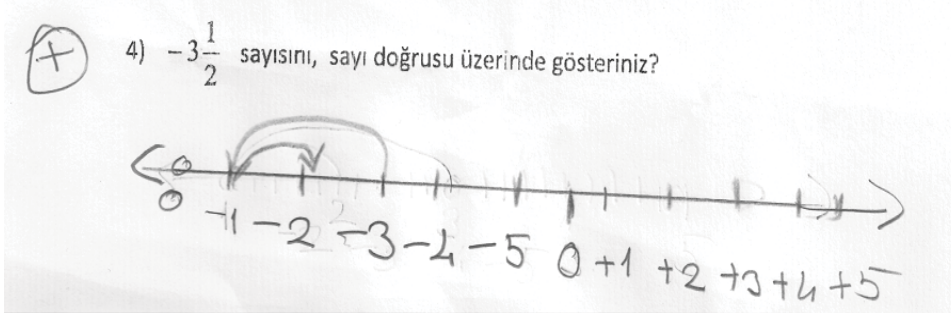 + 4) -3 1/2 sayısını, sayı doğrusu üzerinde gösteriniz?
0
0 -1 -2 -3 -4 -5 0 +1 +2 +3 +4 +5